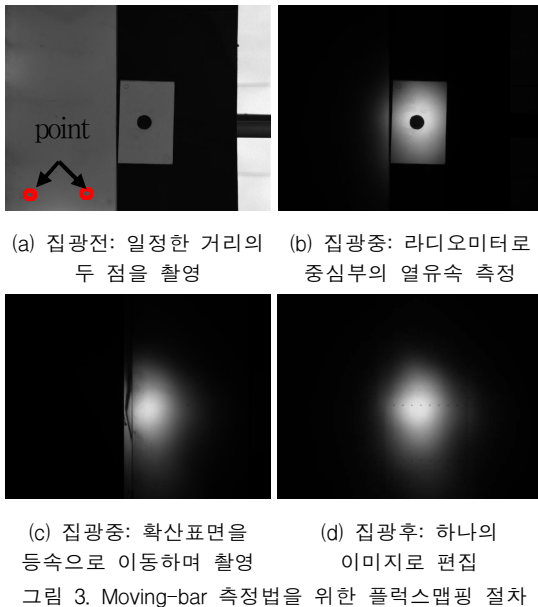 point
(a) 집광전: 일정한 거리의
두 점을 촬영
(b) 집광중: 라디오미터로
중심부의 열유속 측정
(c) 집광중: 확산표면을
등속으로 이동하며 촬영
(d) 집광후: 하나의
이미지로 편집
그림 3. Moving-bar 측정법을 위한 플럭스맵핑 절차